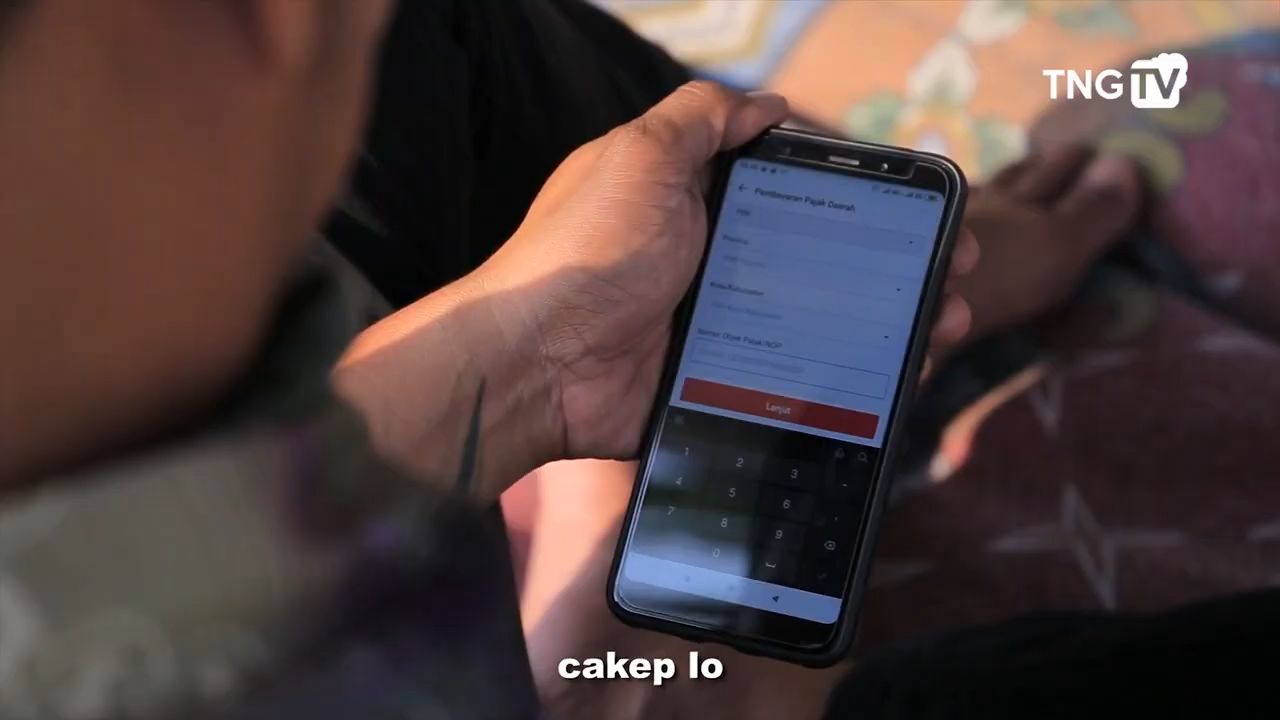 TNG TV
Pembayaran Pajak Daerah
PBB
Provinsi
Kota/Kabupaten
Nomor Objek Pajak/NOP
Lanjut
1 2 3 -
4 5 6 ,
7 8 9
0
cakep lo